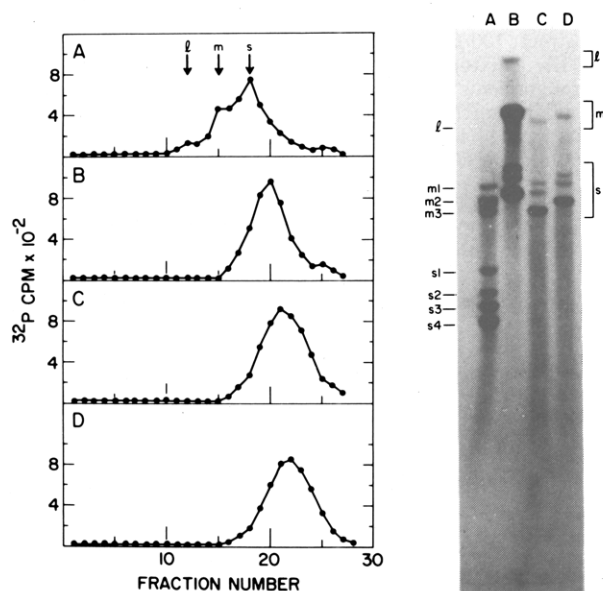 A
ℓ m s
8
4
B
8
4
C
8
4
D
8
4
10 20 30
FRACTION NUMBER
32P CPM x 10-2
A B C D
ℓ
m
s
ℓ
m1
m2
m3
s1
s2
s3
s4